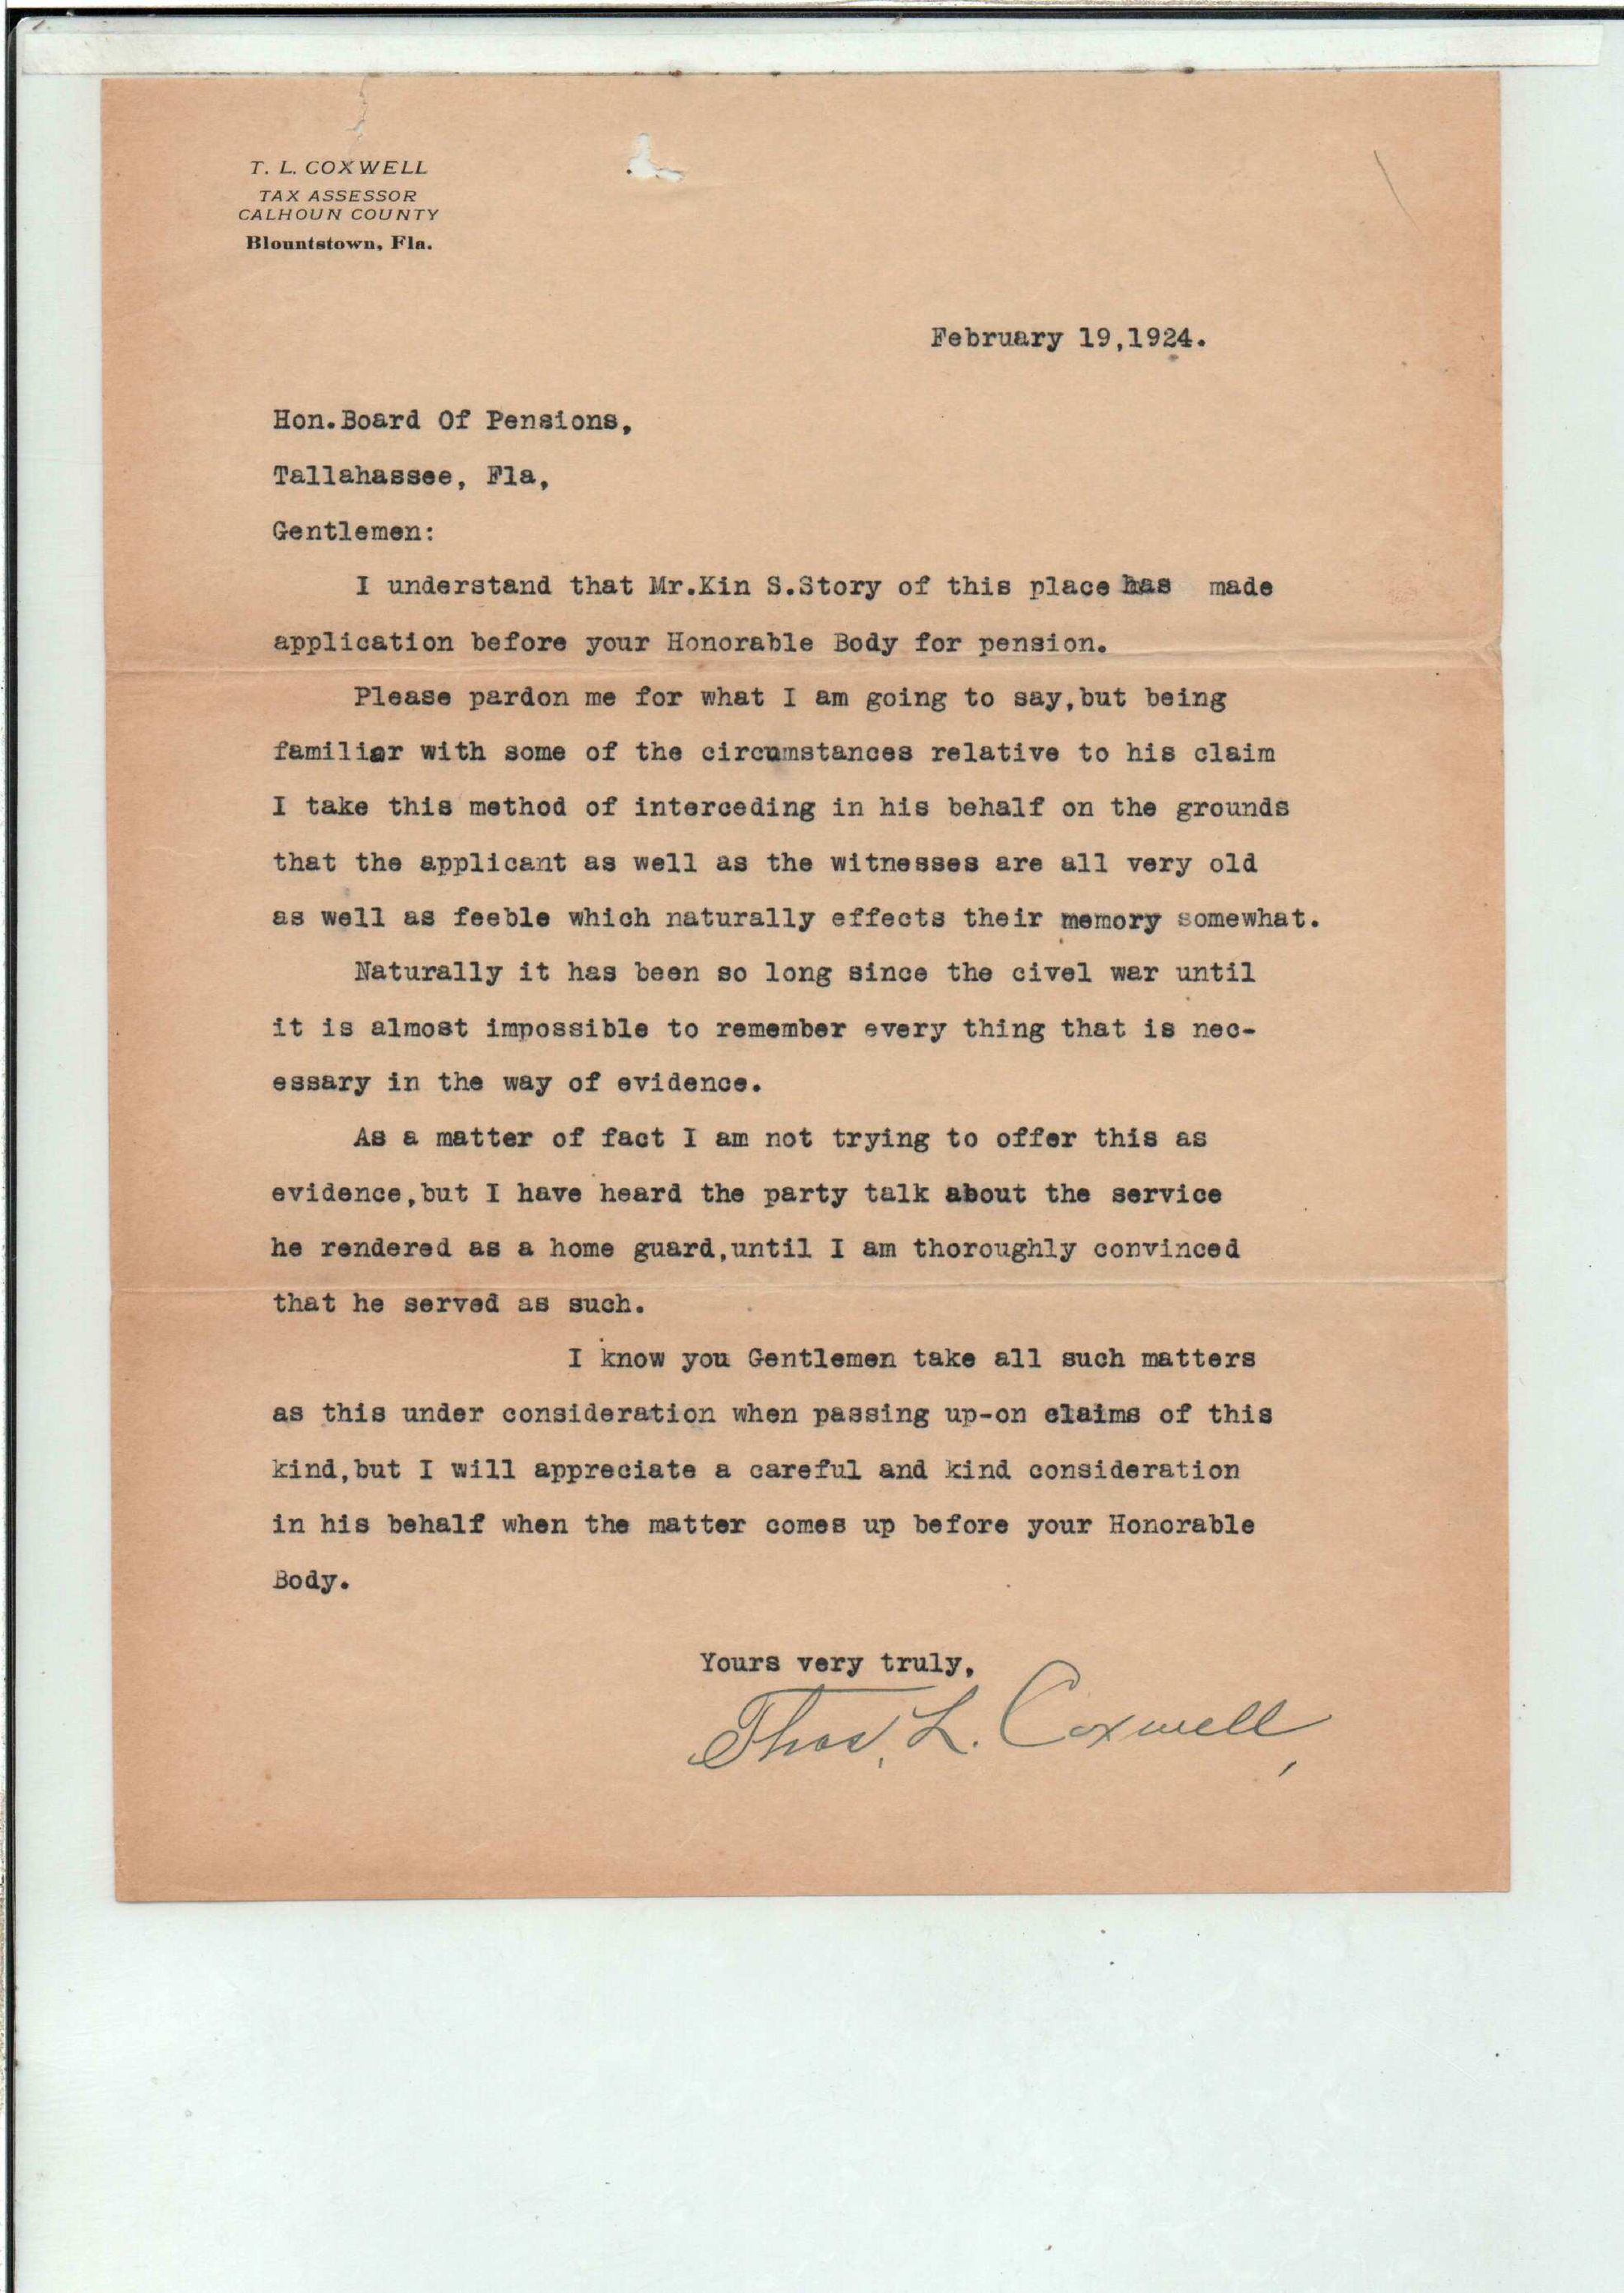 T. L. COXWELL
TAX ASSESSOR
CALHOUN COUNTY
Blountstown, Fla.
February 19,1924.
Hon.Board Of Pensions,
Tallahassee, Fla,
Gentlemen:
I understand that Mr.Kin S.Story of this place has made
application before your Honorable Body for pension.
Please pardon me for what I am going to say,but being
familiar with some of the circumstances relative to his claim
I take this method of interceding in his behalf on the grounds
that the applicant as well as the witnesses are all very old
as well as feeble which naturally effects their memory somewhat.
Naturally it has been so long since the civel war until
it is almost impossible to remember every thing that is nec-
essary in the way of evidence.
As a matter of fact I am not trying to offer this as
evidence,but I have heard the party talk about the service
he rendered as a home guard,until I am thoroughly convinced
that he served as such.
I know you Gentlemen take all such matters
as this under consideration when passing up-on claims of this
kind,but I will appreciate a careful and kind consideration
in his behalf when the matter comes up before your Honorable
Body.
Yours very truly,
Thos. L. Coxwell,